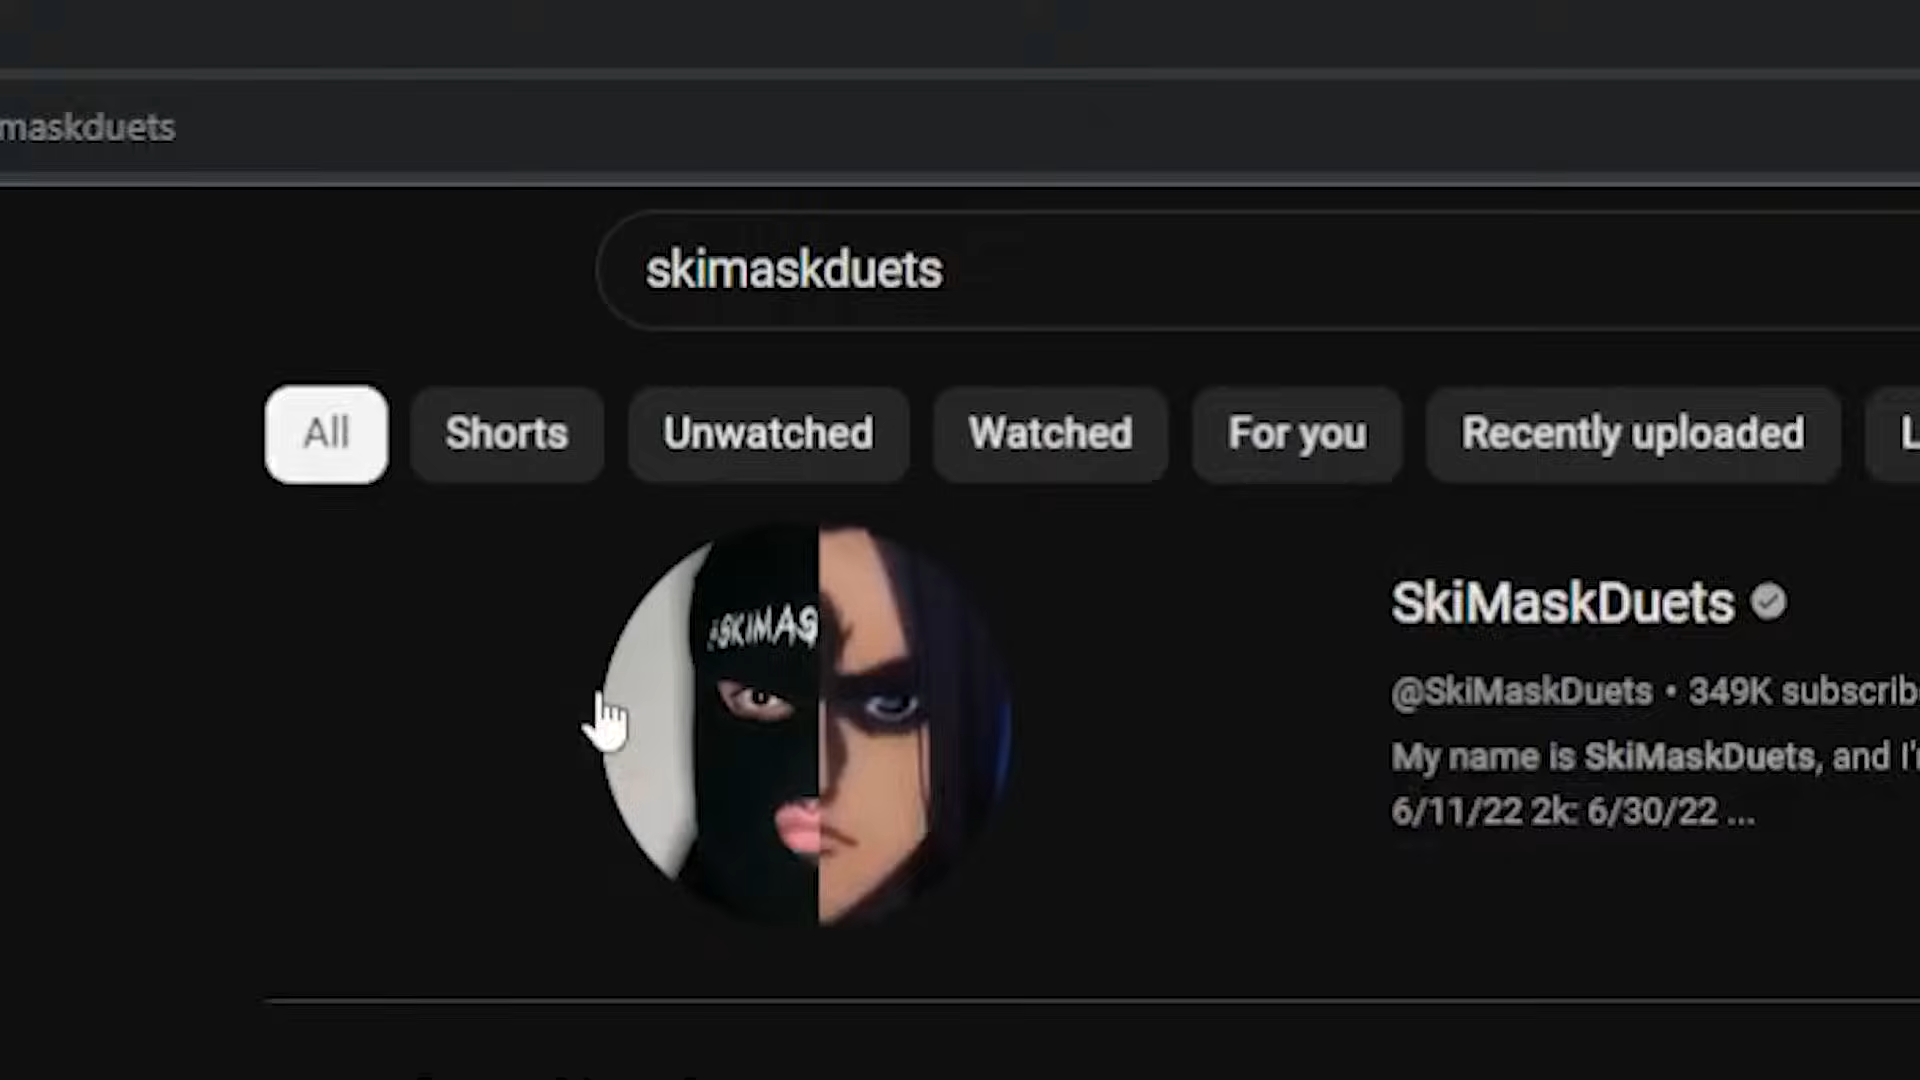 maskduets
skimaskduets
All Shorts Unwatched Watched For you Recently uploaded L
SKIMAS
SkiMaskDuets
@SkiMaskDuets • 349K subscrib
My name is SkiMaskDuets, and I'
6/11/22 2k: 6/30/22 ...